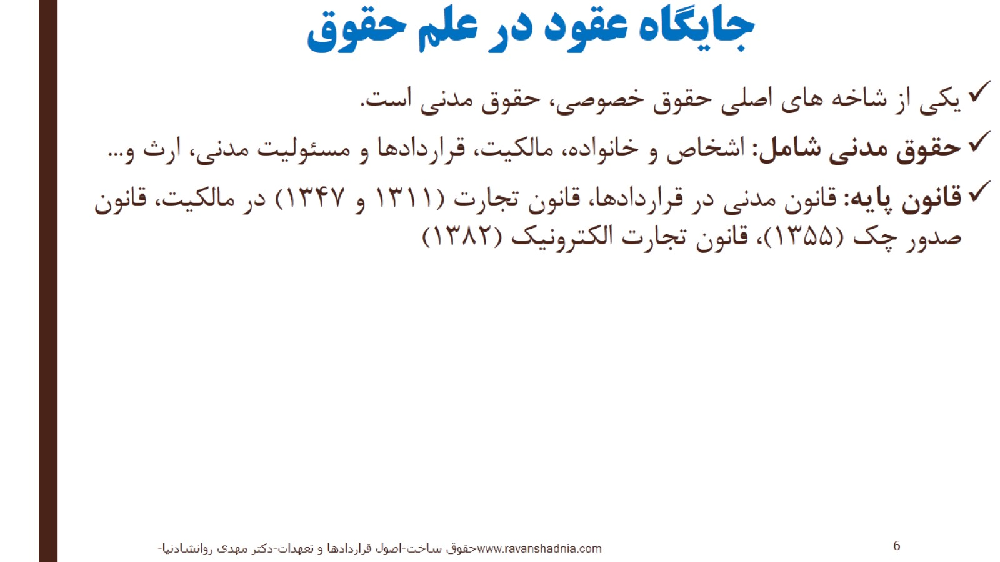 جایگاه عقود در علم حقوق
✓ یکی از شاخه های اصلی حقوق خصوصی، حقوق مدنی است.
✓ حقوق مدنی شامل: اشخاص و خانواده، مالکیت، قراردادها و مسئولیت مدنی، ارث و...
✓ قانون پایه: قانون مدنی در قراردادها، قانون تجارت (۱۳۱۱ و ۱۳۴۷) در مالکیت، قانون
صدور چک (۱۳۵۵)، قانون تجارت الکترونیک (۱۳۸۲)
www.ravanshadnia.comحقوق ساخت-اصول قراردادها و تعهدات-دکتر مهدی روانشادنیا-
6